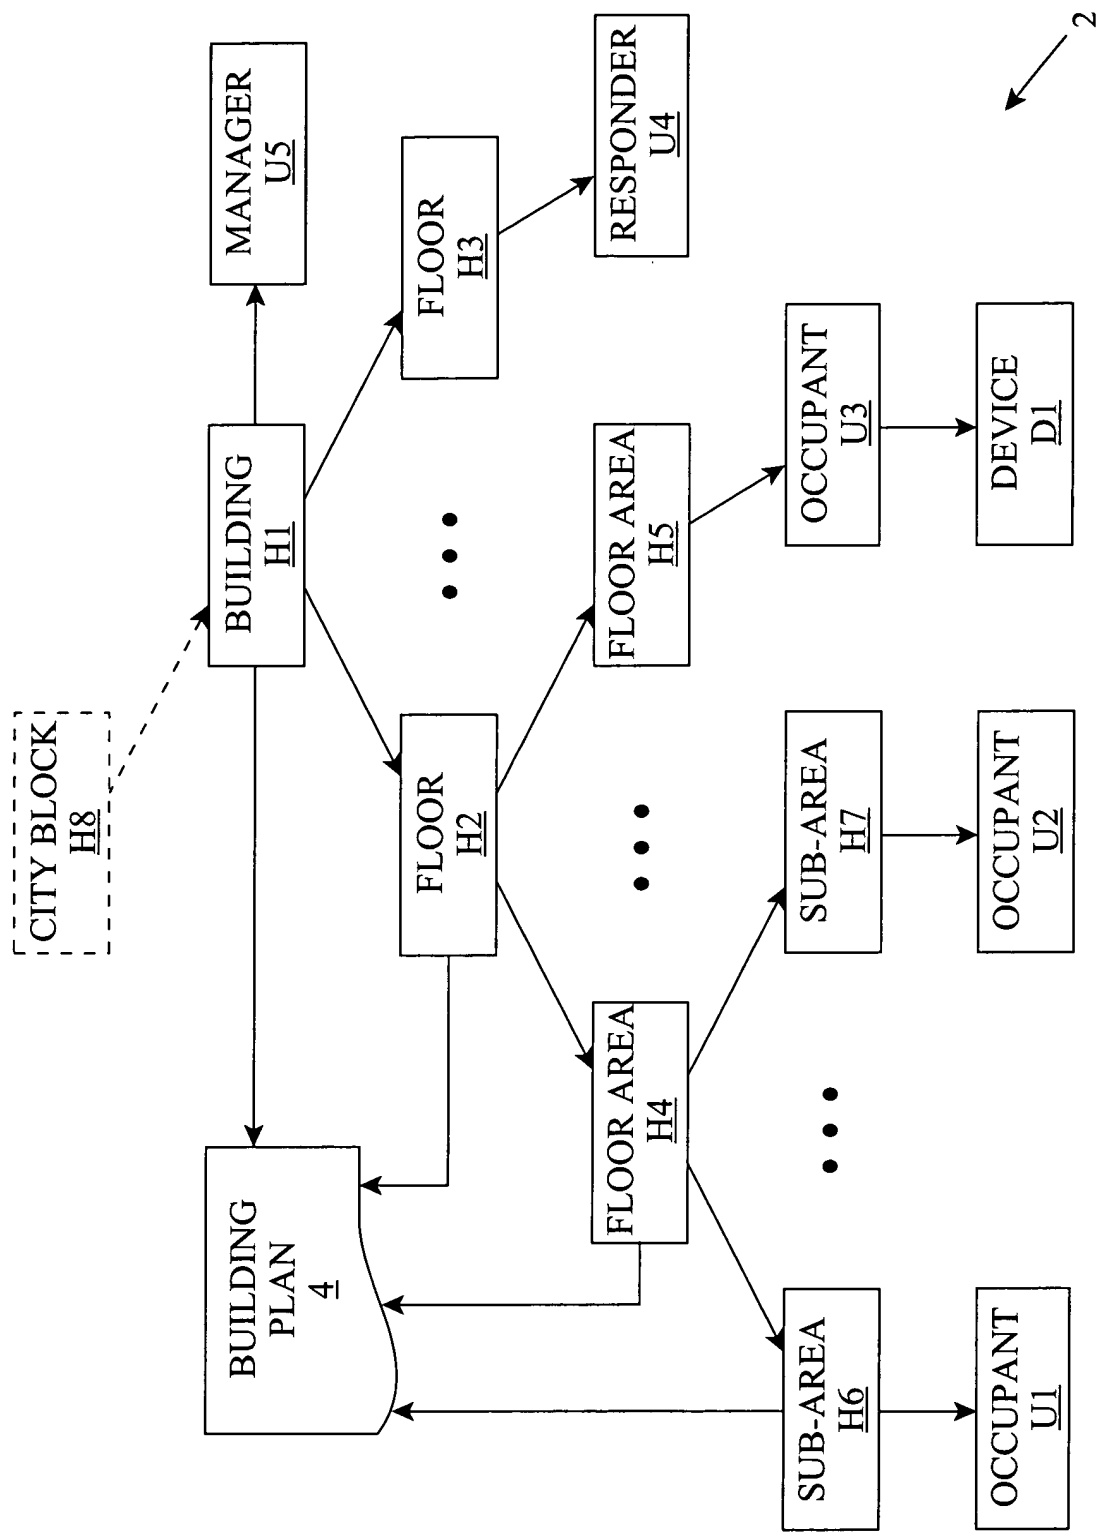 CITY BLOCK
H8
BUILDING
PLAN
4
BUILDING
H1
MANAGER
U5
FLOOR
H2
FLOOR
H3
FLOOR AREA
H4
FLOOR AREA
H5
RESPONDER
U4
SUB-AREA
H6
SUB-AREA
H7
OCCUPANT
U3
OCCUPANT
U1
OCCUPANT
U2
DEVICE
D1
2